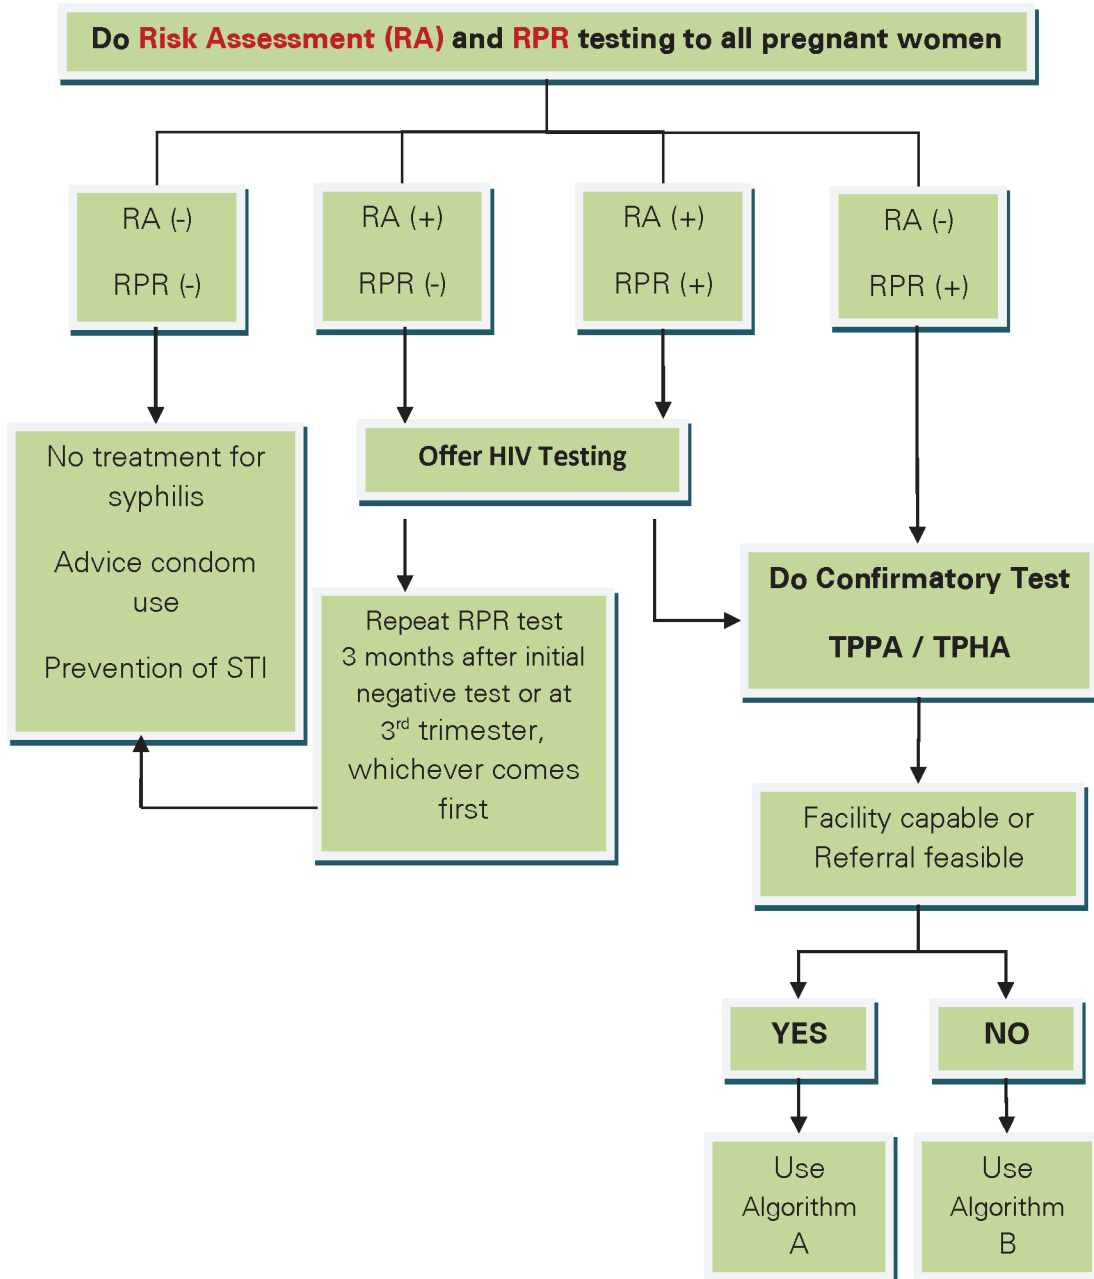 Do Risk Assessment (RA) and RPR testing to all pregnant women
RA (-)
RPR (-)
RA (+)
RPR (-)
RA (+)
RPR (+)
RA (-)
RPR (+)
No treatment for
syphilis
Advice condom
use
Prevention of STI
Offer HIV Testing
Repeat RPR test
3 months after initial
negative test or at
3rd trimester,
whichever comes
first
Do Confirmatory Test
TPPA / TPHA
Facility capable or
Referral feasible
YES
NO
Use
Algorithm
A
Use
Algorithm
B